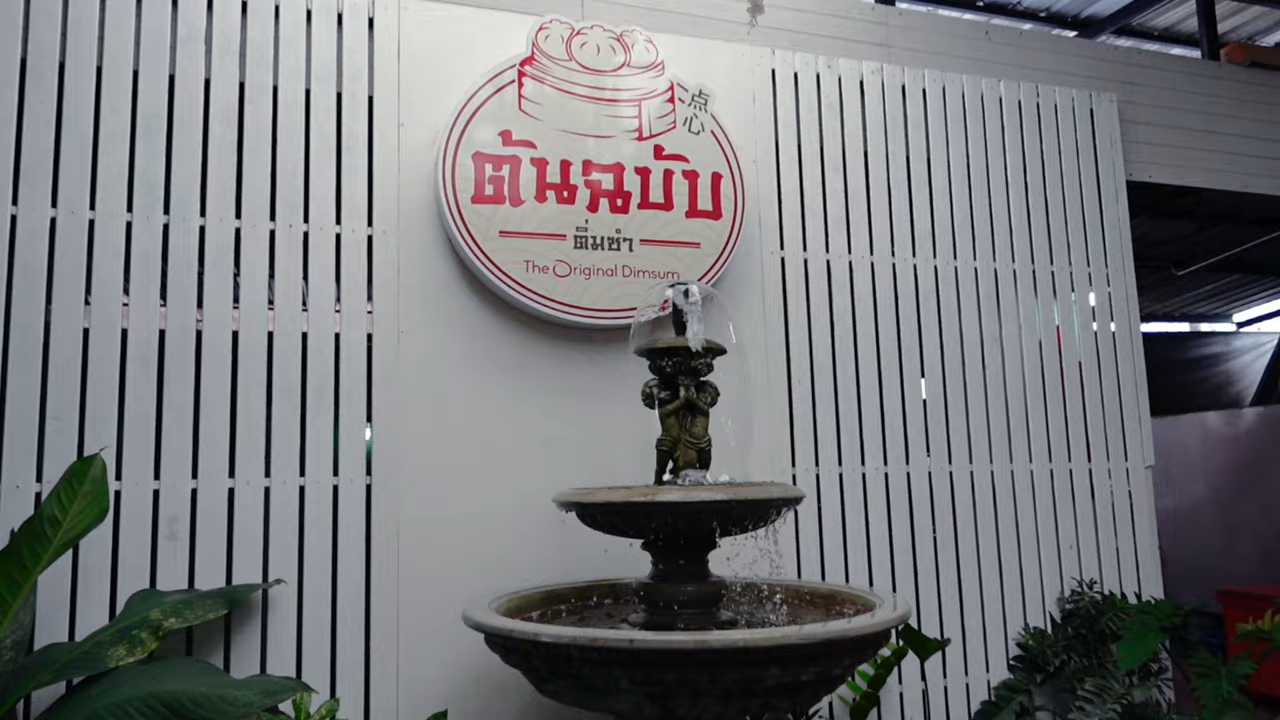 点
心
ต้นฉบับ
ติ่มซำ
The Original Dimsum